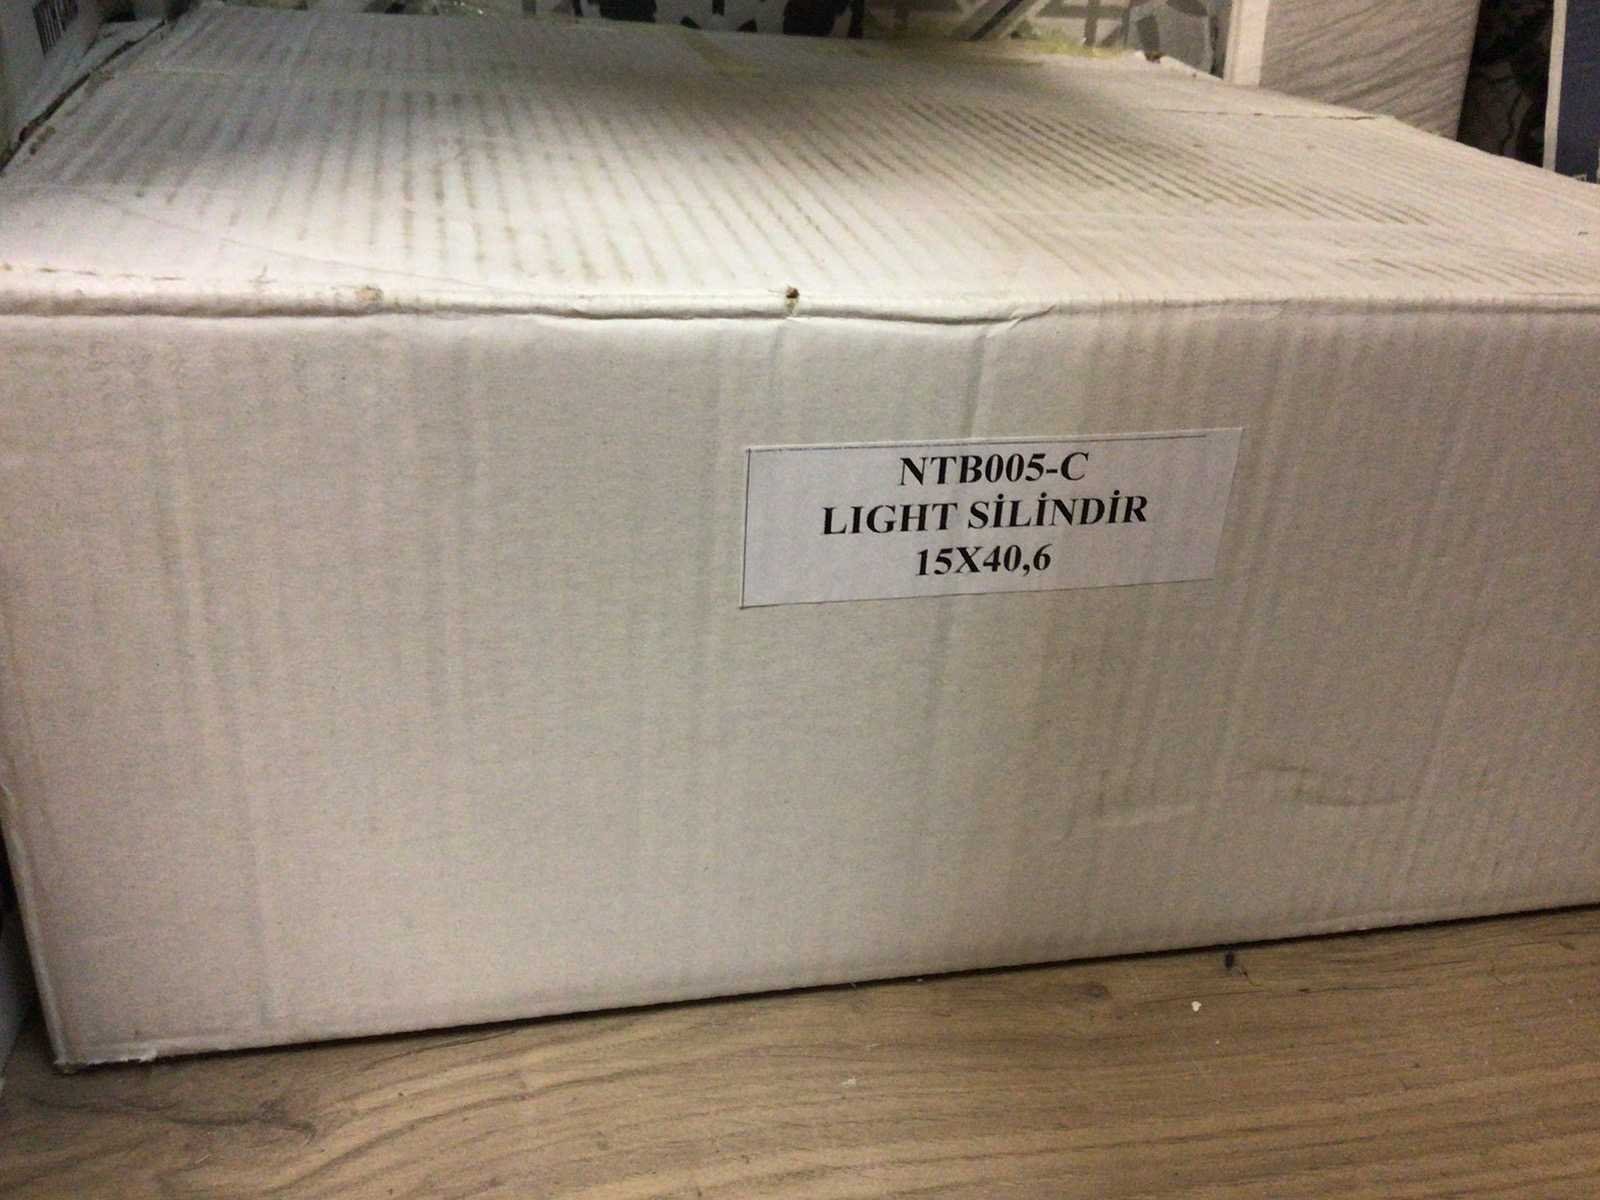 NTB005-C
LIGHT SİLİNDİR
15X40,6